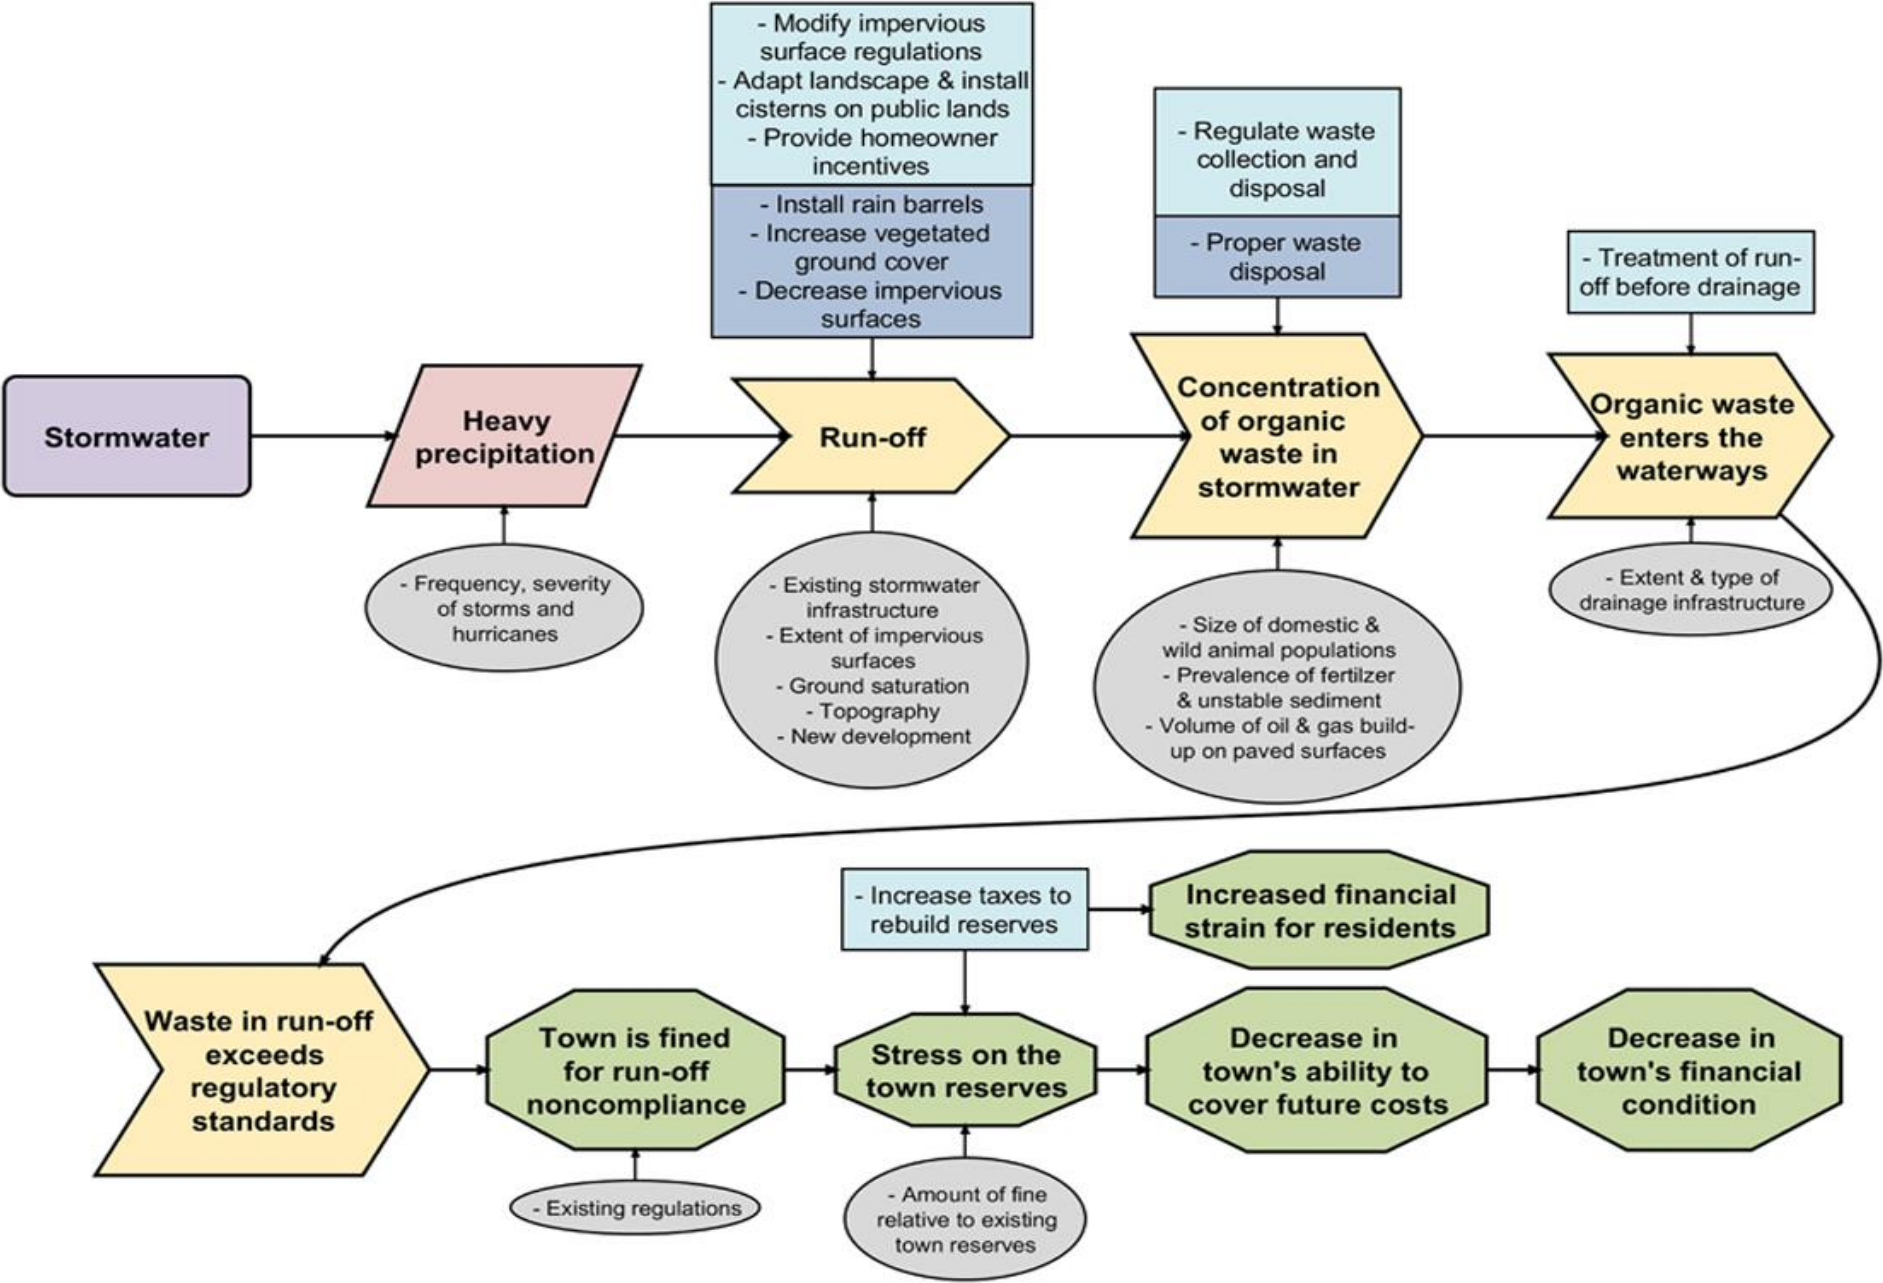 - Modify impervious
surface regulations
- Adapt landscape & install
cisterns on public lands
- Provide homeowner
incentives
- Install rain barrels
- Increase vegetated
ground cover
- Decrease impervious
surfaces
- Regulate waste
collection and
disposal
- Proper waste
disposal
- Treatment of run-
off before drainage
Stormwater
Heavy
precipitation
Run-off
Concentration
of organic
waste in
stormwater
Organic waste
enters the
waterways
- Frequency, severity
of storms and
hurricanes
- Existing stormwater
infrastructure
- Extent of impervious
surfaces
- Ground saturation
- Topography
- New development
- Size of domestic &
wild animal populations
- Prevalence of fertilzer
& unstable sediment
- Volume of oil & gas build-
up on paved surfaces
- Extent & type of
drainage infrastructure
- Increase taxes to
rebuild reserves
Increased financial
strain for residents
Waste in run-off
exceeds
regulatory
standards
Town is fined
for run-off
noncompliance
Stress on the
town reserves
Decrease in
town's ability to
cover future costs
Decrease in
town's financial
condition
- Existing regulations
- Amount of fine
relative to existing
town reserves